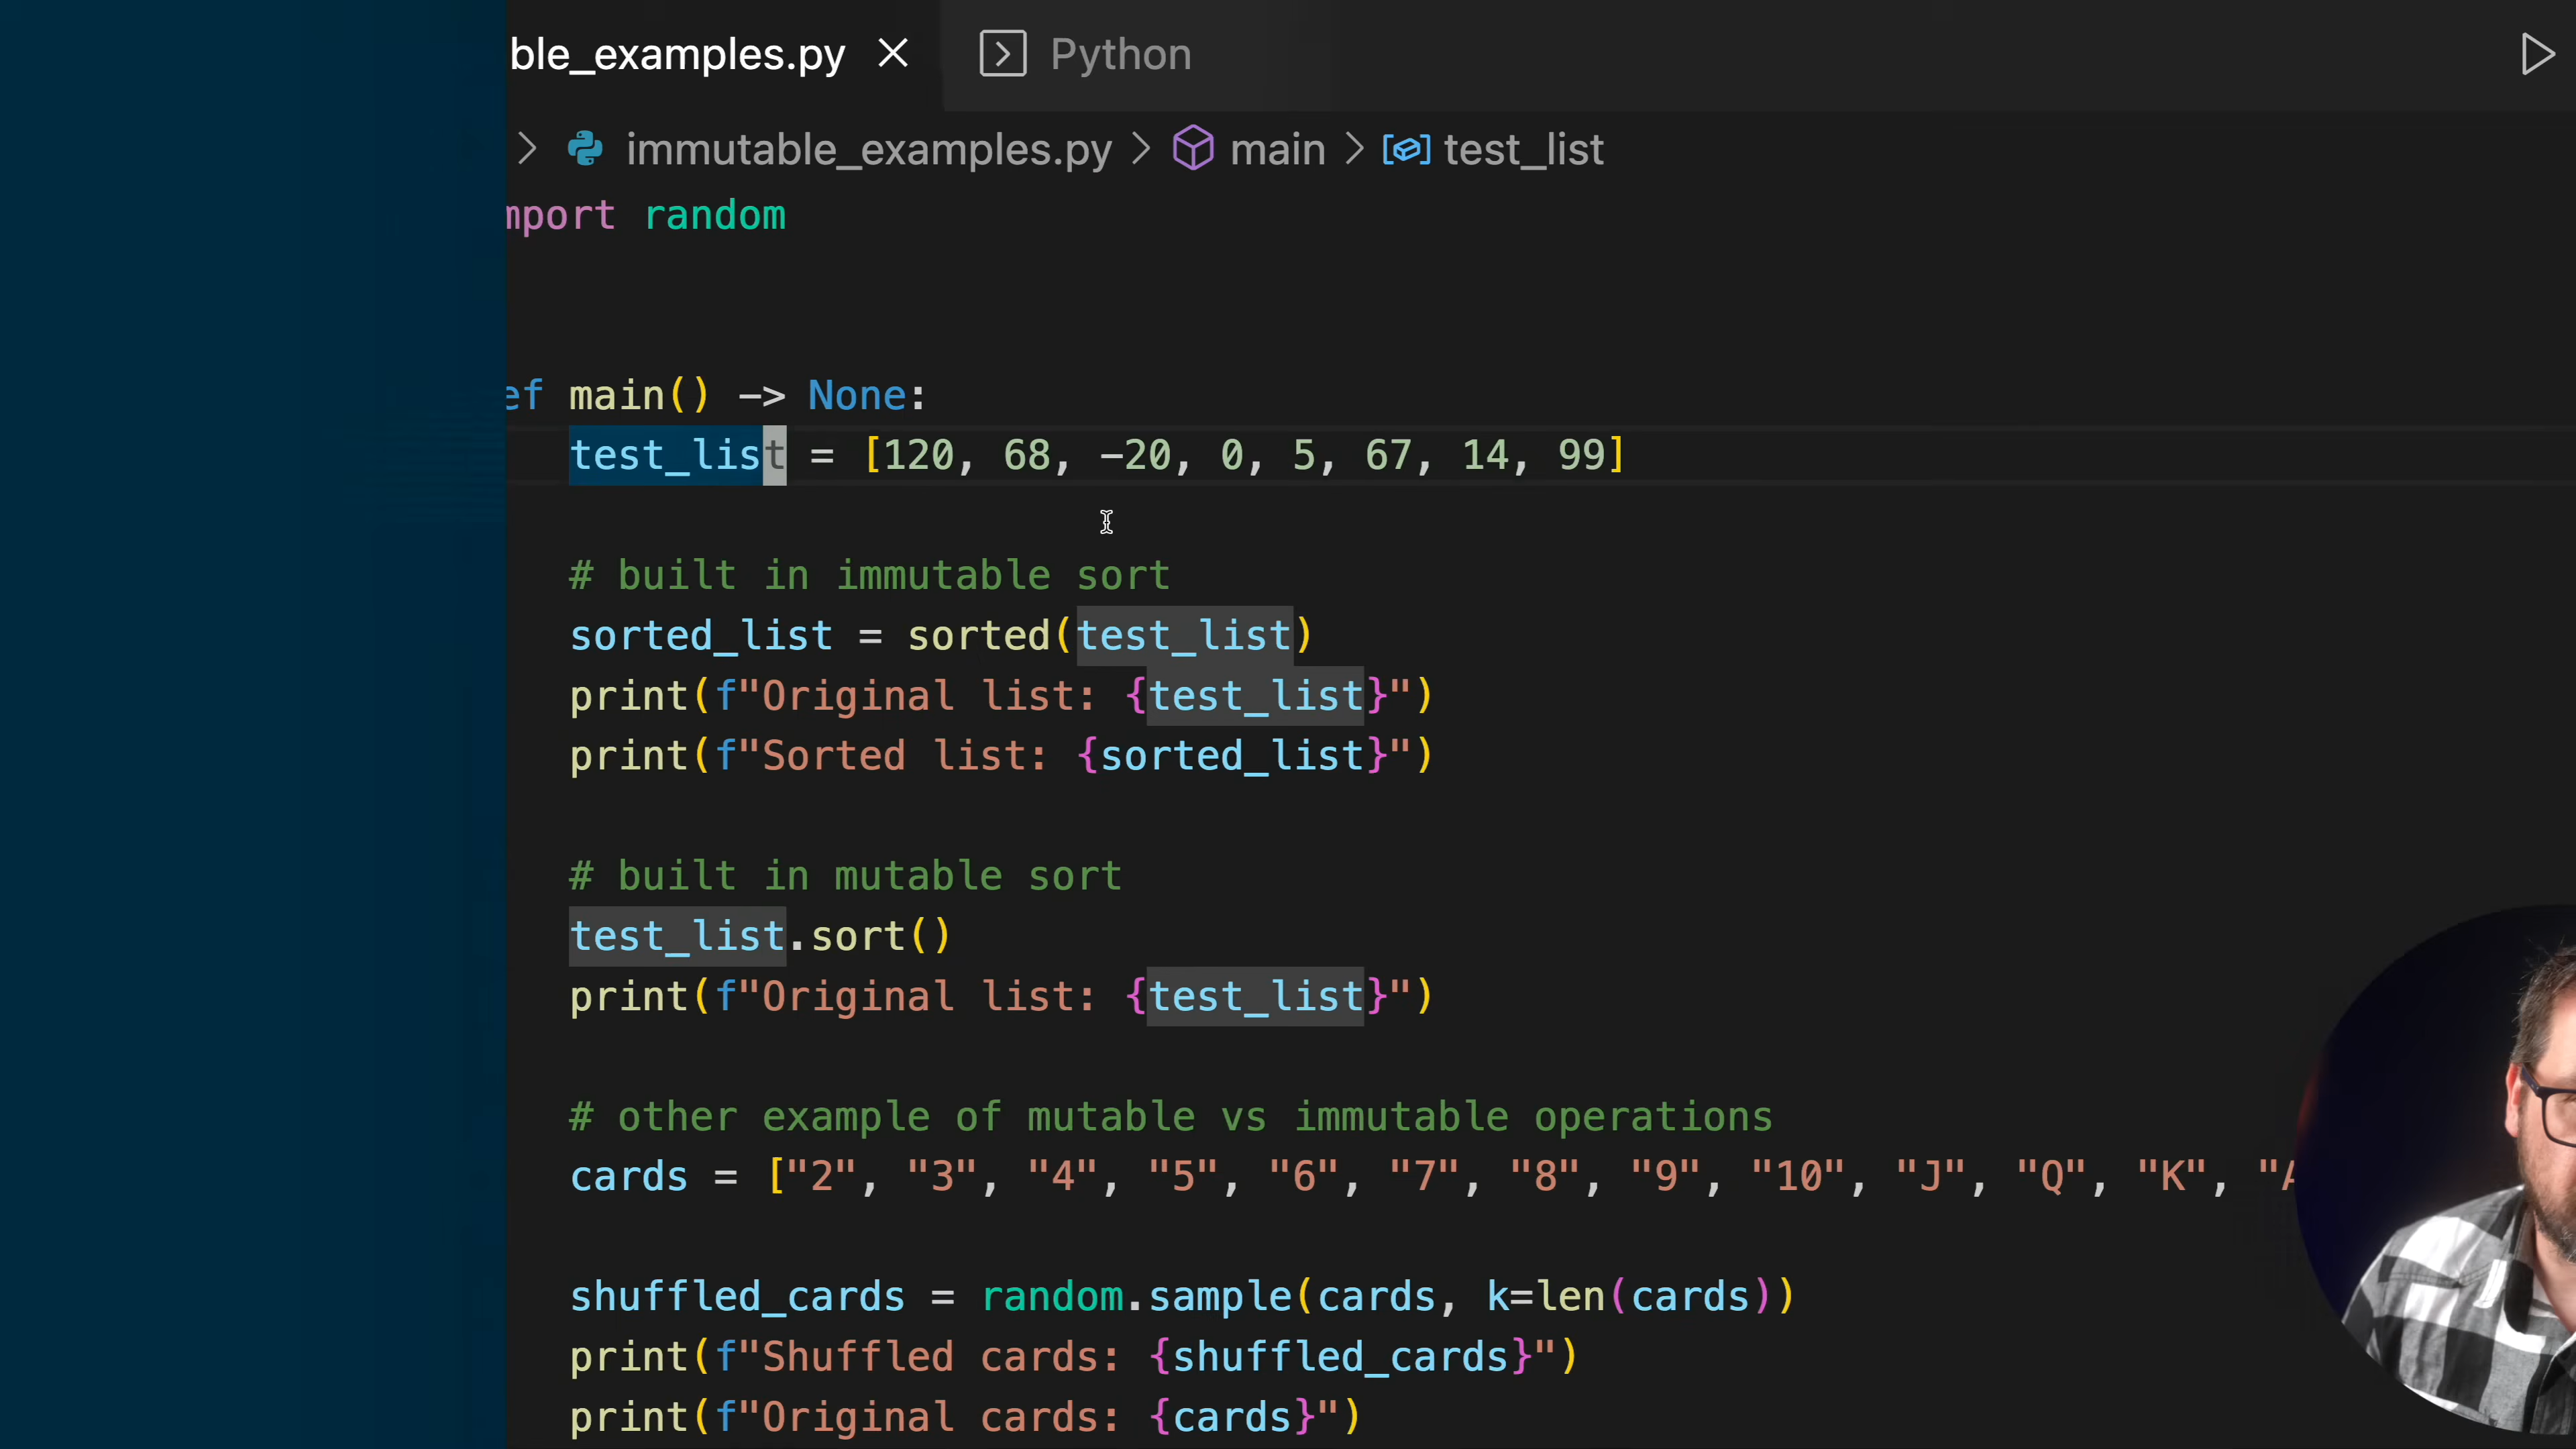 ble_examples.py
Python
immutable_examples.py > main > test_list
mport random
ef main() -> None:
test_list = [120, 68, -20, 0, 5, 67, 14, 99]
# built in immutable sort
sorted_list = sorted(test_list)
print(f"Original list: {test_list}")
print(f"Sorted list: {sorted_list}")
# built in mutable sort
test_list.sort()
print(f"Original list: {test_list}")
# other example of mutable vs immutable operations
cards = ["2", "3", "4", "5", "6", "7", "8", "9", "10", "J", "Q", "K", "A
shuffled_cards = random.sample(cards, k=len(cards))
print(f"Shuffled cards: {shuffled_cards}")
print(f"Original cards: {cards}")